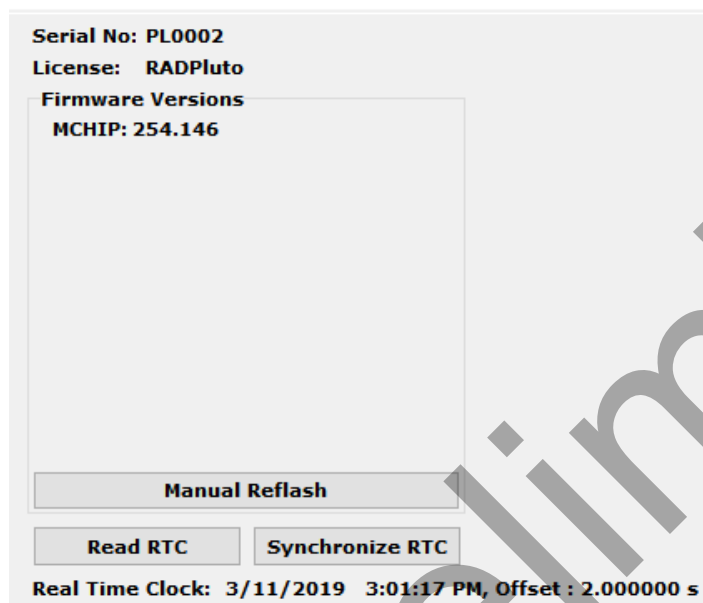 Serial No: PL0002
License: RADPluto
Firmware Versions
MCHIP: 254.146
Manual Reflash
Read RTC Synchronize RTC
Real Time Clock: 3/11/2019 3:01:17 PM, Offset : 2.000000 s